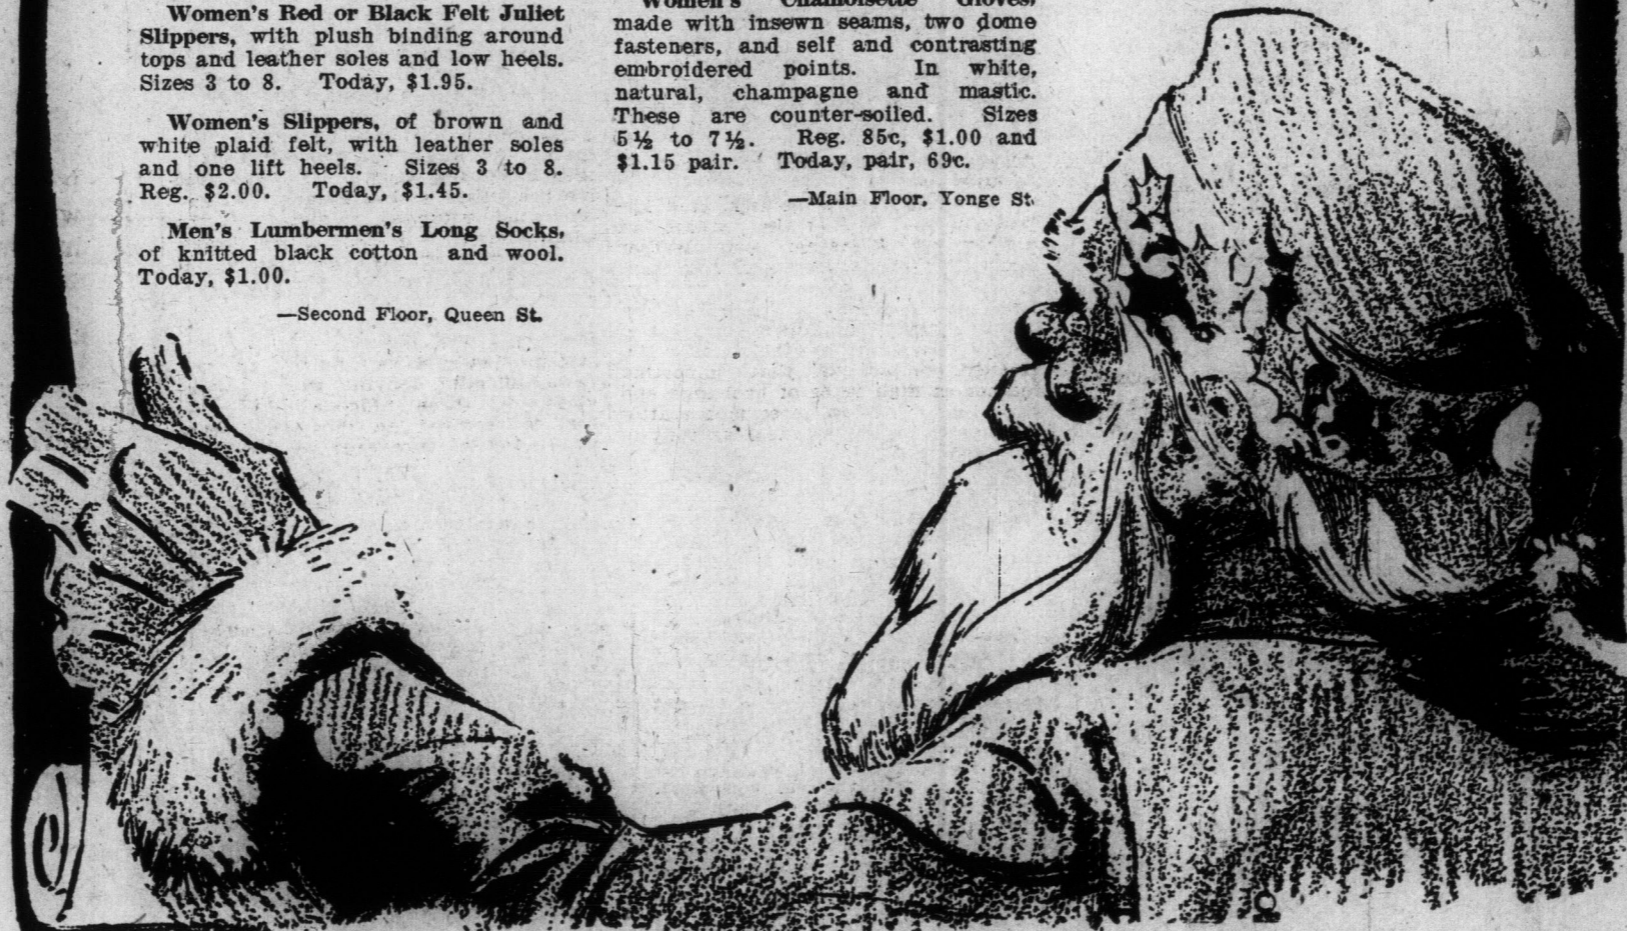 Women's Red or Black Felt Juliet
Slippers, with plush binding around
tops and leather soles and low heels.
Sizes 3 to 8. Today, $1.95.
Women's Slippers, of brown and
white plaid felt, with leather soles
and one lift heels. Sizes 3 to 8.
Reg. $2.00. Today, $1.45.
Men's Lumbermen's Long Socks,
of knitted black cotton and wool.
Today, $1.00.
—Second Floor, Queen St.
Women's Chamoisette Gloves,
made with insewn seams, two dome
fasteners, and self and contrasting
embroidered points. In white,
natural, champagne and mastic.
These are counter-soiled. Sizes
5½ to 7½. Reg. 85c, $1.00 and
$1.15 pair. Today, pair, 69c.
—Main Floor, Yonge St.